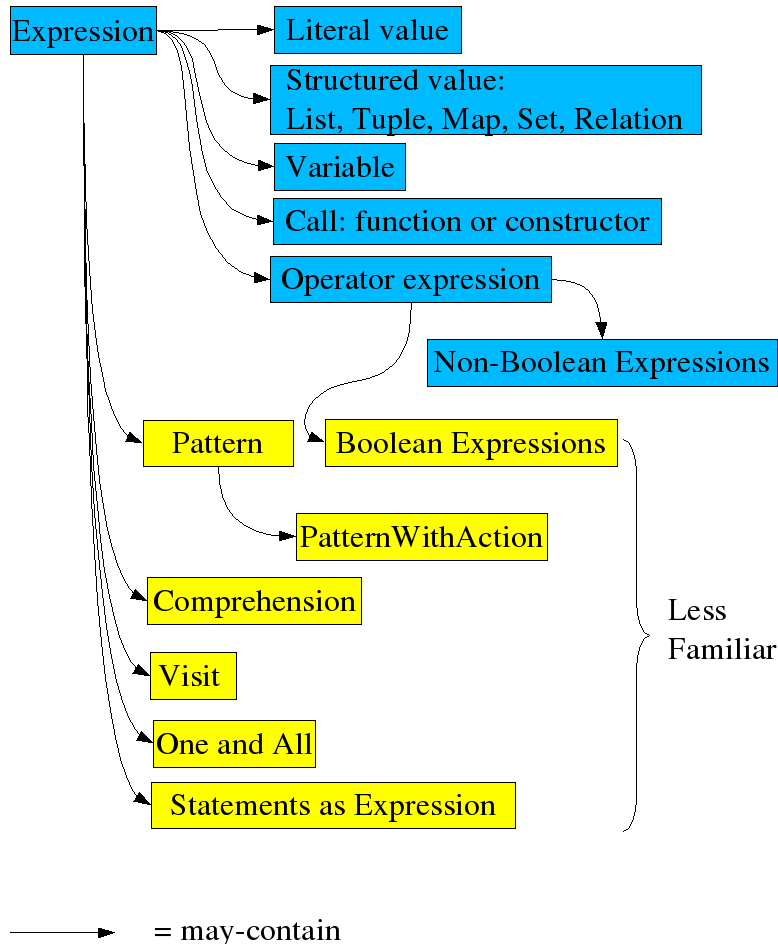 Expression
Literal value
Structured value:
List, Tuple, Map, Set, Relation
Variable
Call: function or constructor
Operator expression
Non-Boolean Expressions
Pattern
Boolean Expressions
PatternWithAction
Comprehension
Less
Familiar
Visit
One and All
Statements as Expression
= may-contain